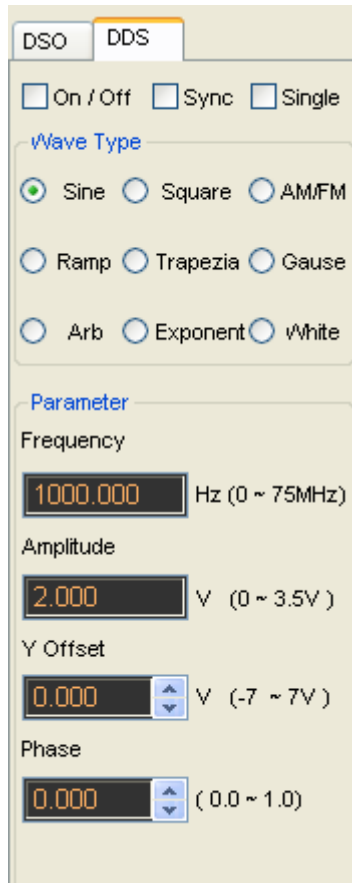 DSO DDS
On / Off Sync Single
Wave Type
Sine Square AM/FM
Ramp Trapezia Gause
Arb Exponent White
Parameter
Frequency
1000.000 Hz (0 ~ 75MHz)
Amplitude
2.000 V (0 ~ 3.5V )
Y Offset
0.000 V (-7 ~ 7V )
Phase
0.000 ( 0.0 ~ 1.0)